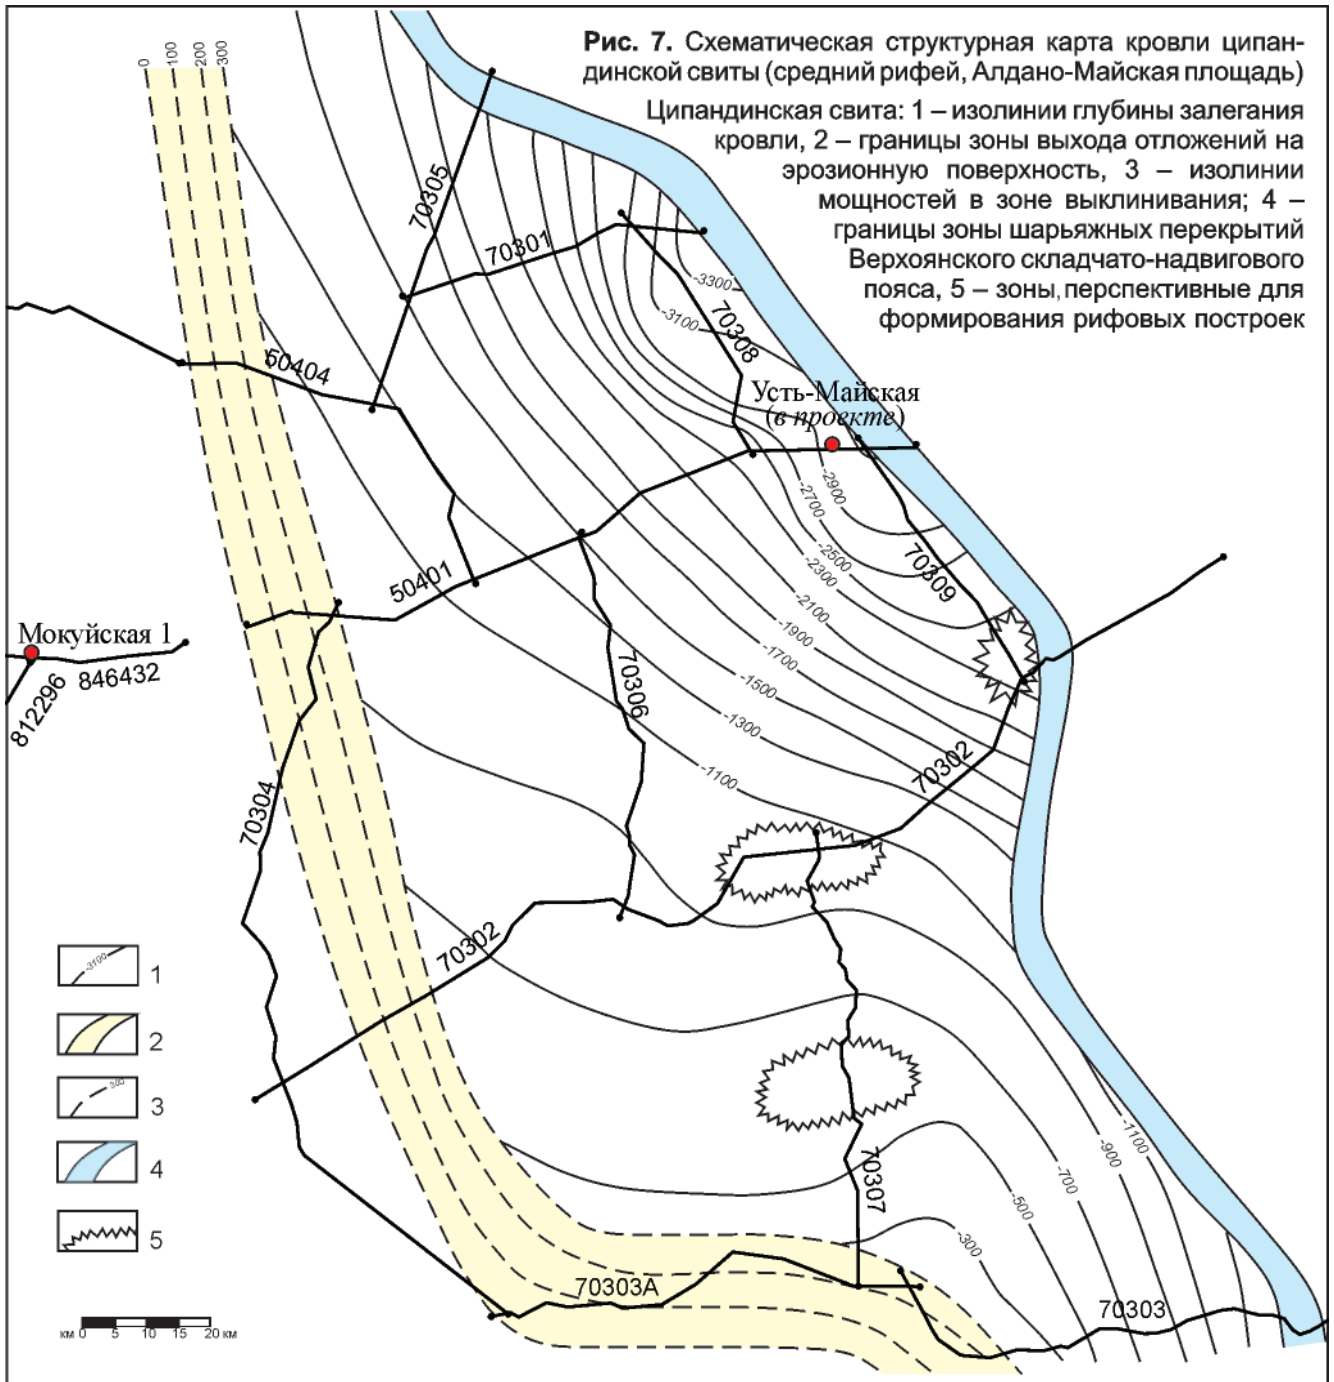 Рис. 7. Схематическая структурная карта кровли ципан-
динской свиты (средний рифей, Алдано-Майская площадь)
Ципандинская свита: 1 – изолинии глубины залегания
кровли, 2 – границы зоны выхода отложений на
эрозионную поверхность, 3 – изолинии
мощностей в зоне выклинивания; 4 –
границы зоны шарьяжных перекрытий
Верхоянского складчато-надвигового
пояса, 5 – зоны, перспективные для
формирования рифовых построек
0
100
200
300
70305
70301
-3300
-3100
70308
50404
Усть-Майская
(в проекте)
-2900
-2700
-2500
-2300
-2100
-1900
-1700
-1500
-1300
-1100
70309
50401
Мокуйская 1
846432
812296
70306
70304
70302
70302
70307
-1100
-900
-700
-500
-300
70303А
70303
-3100
1
2
300
3
4
5
км 0 5 10 15 20 км